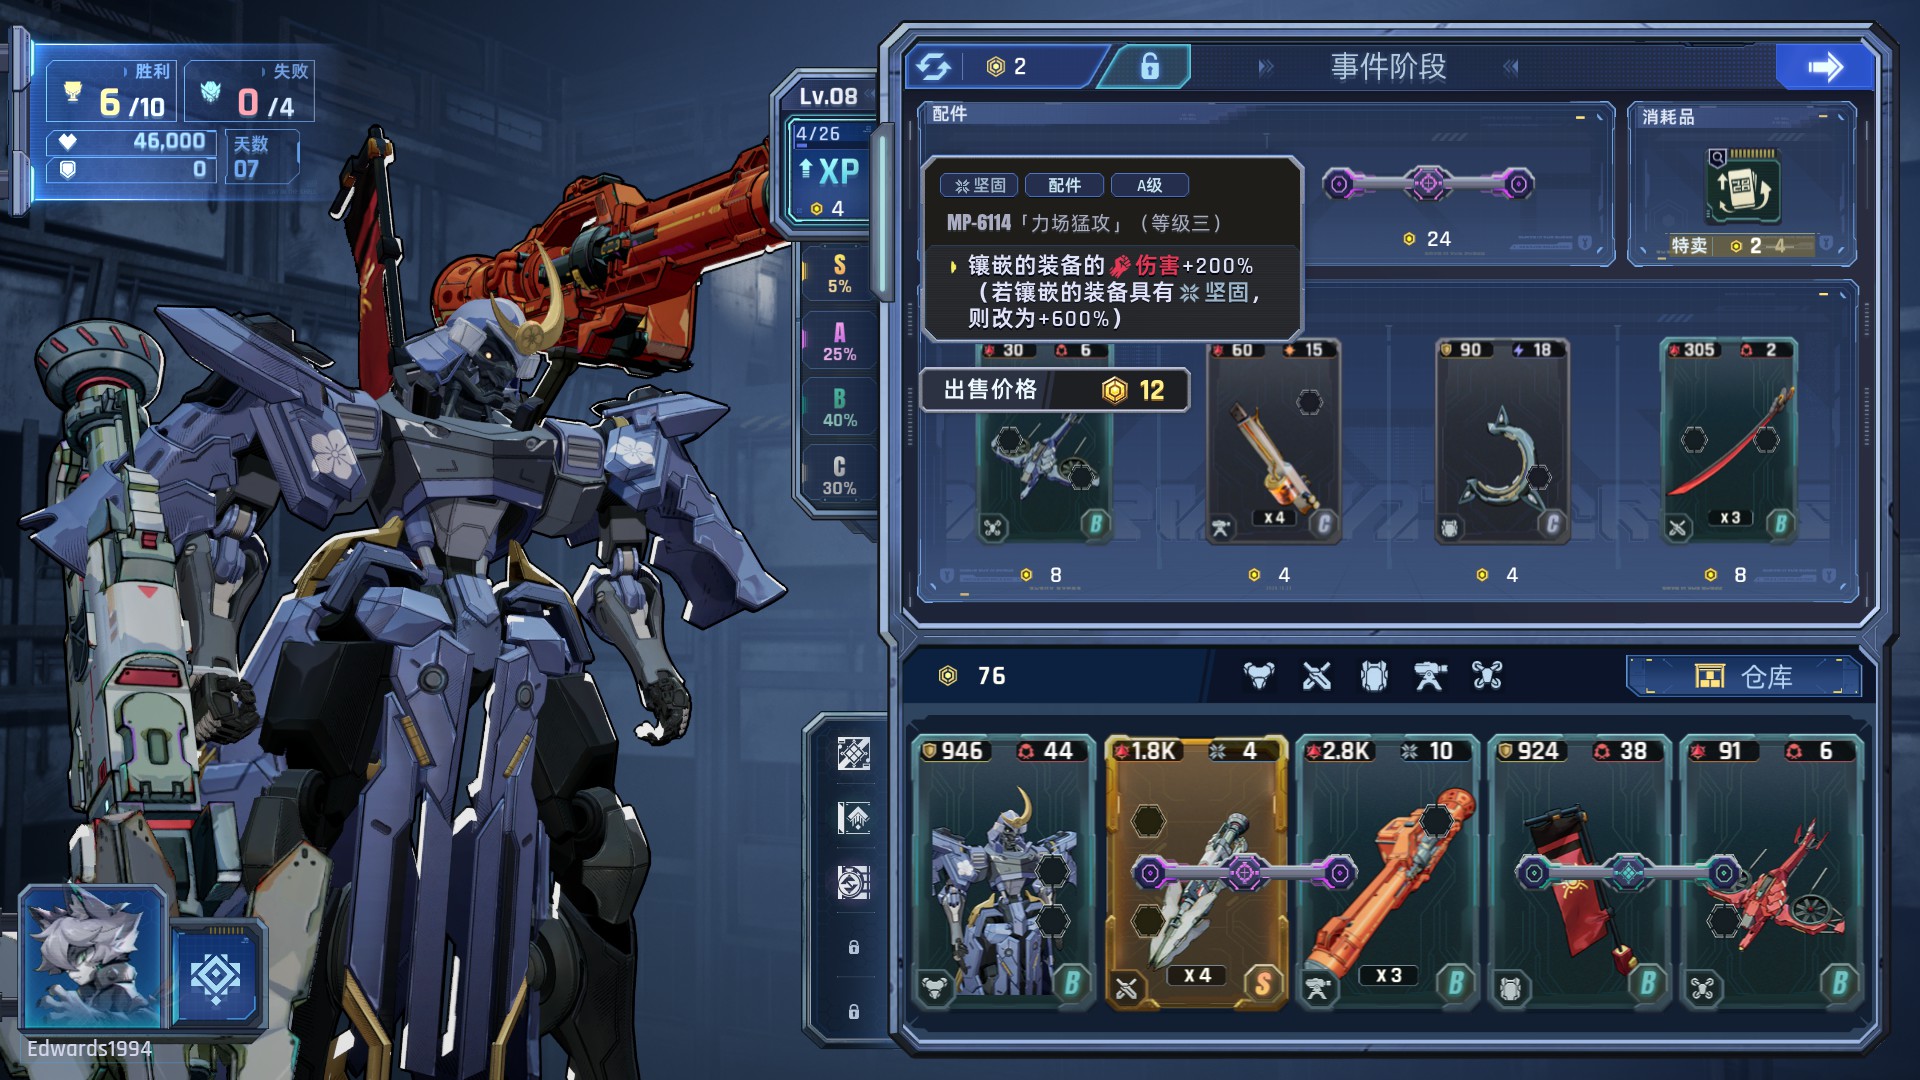 胜利
6/10
失败
0/4
46,000
0
天数
07
Lv.08
4/26
XP
4
S
5%
A
25%
B
40%
C
30%
2
事件阶段
配件
坚固
配件
A级
MP-6114「力场猛攻」（等级三）
镶嵌的装备的伤害+200%
（若镶嵌的装备具有坚固，
则改为+600%）
出售价格
12
24
消耗品
特卖
2
4
30
6
B
8
60
15
x4
C
4
90
18
C
4
305
2
x3
B
8
76
仓库
946
44
B
1.8K
4
x4
S
2.8K
10
x3
B
924
38
B
91
6
B
Edwards1994